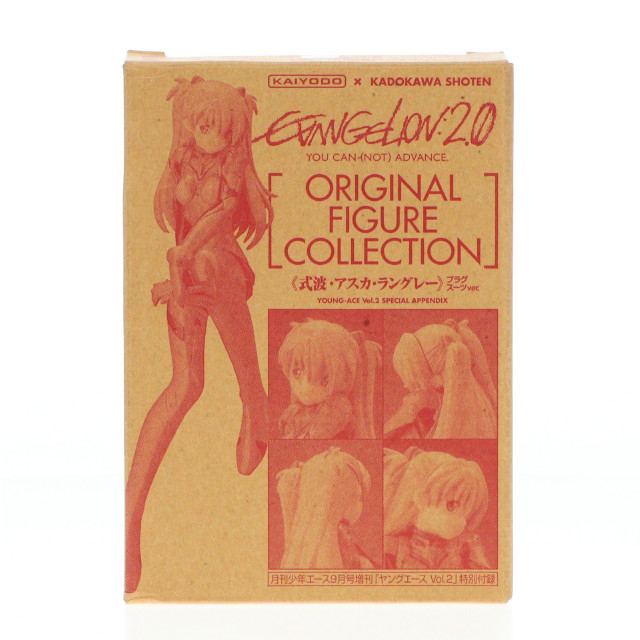 KAIYODO × KADOKAWA SHOTEN
EVANGELION:2.0
YOU CAN (NOT) ADVANCE.
ORIGINAL
FIGURE
COLLECTION
《式波・アスカ・ラングレー》プラグスーツver.
YOUNG-ACE Vol.2 SPECIAL APPENDIX
月刊少年エース9月号増刊「ヤングエース Vol.2」特別付録